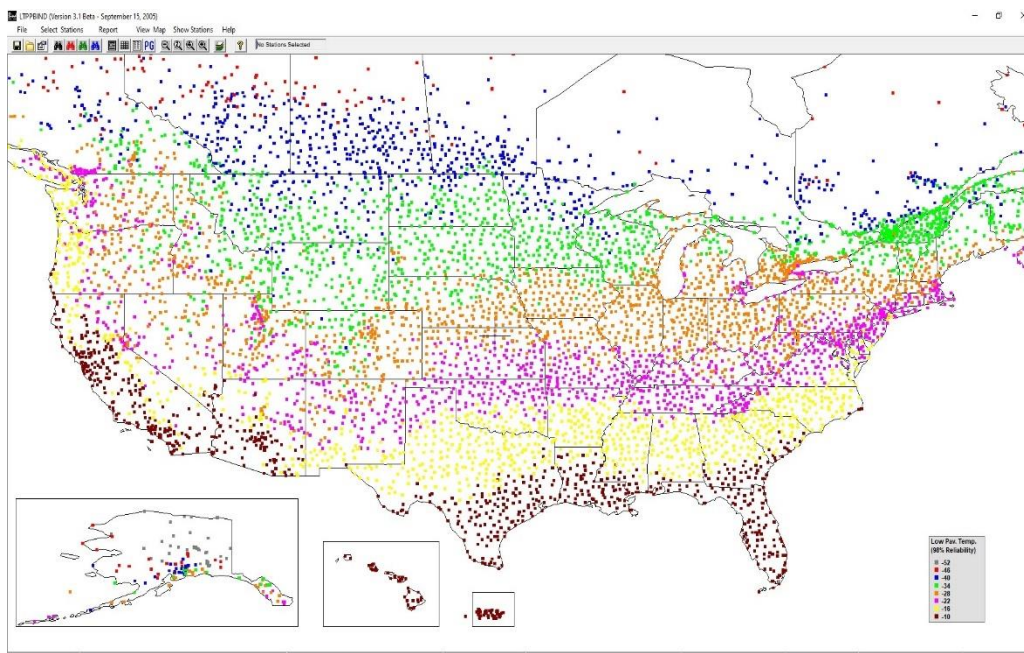 LTPPBIND (Version 3.1 Beta - September 15, 2005)
File Select Stations Report View Map Show Stations Help
PG No Stations Selected
Low Pav. Temp.
(98% Reliability)
-52
-46
-40
-34
-28
-22
-16
-10